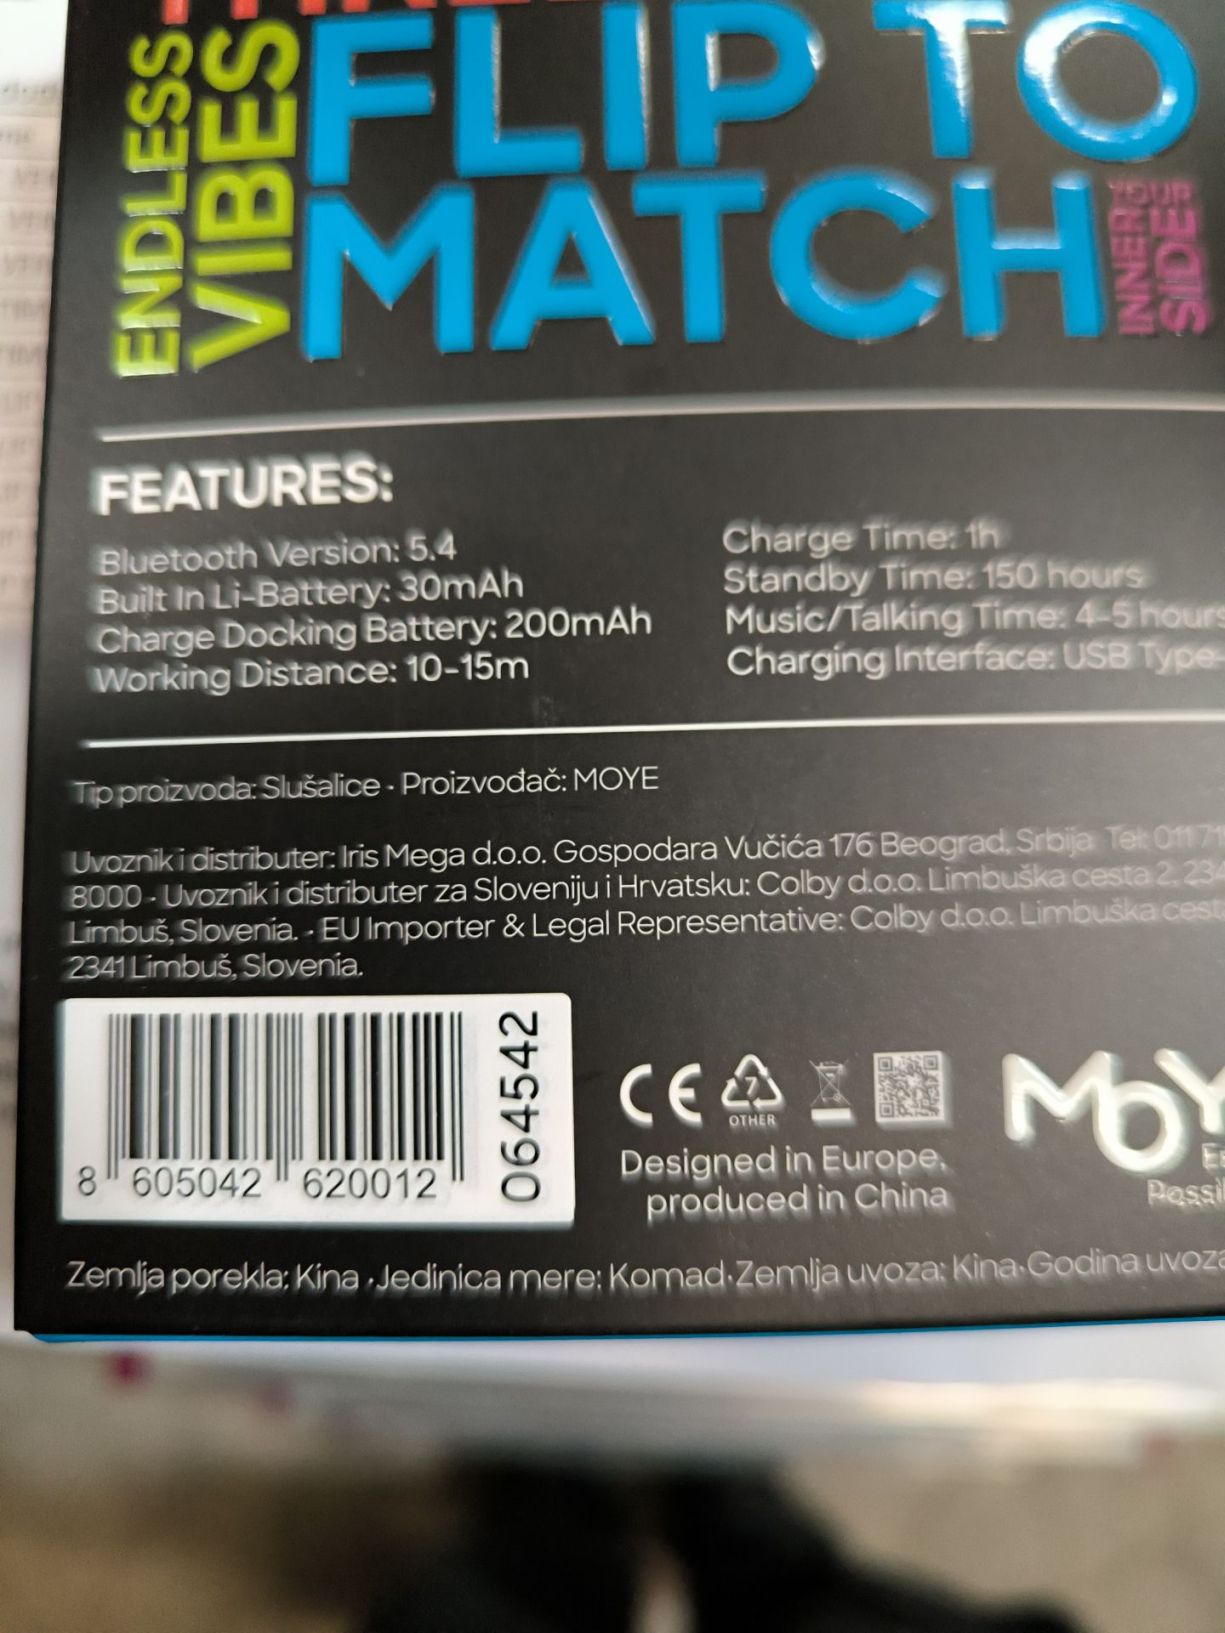 ENDLESS
VIBES
FLIP TO
MATCH
INNER
YOUR
SIDE
FEATURES:
Bluetooth Version: 5.4
Built In Li-Battery: 30mAh
Charge Docking Battery: 200mAh
Working Distance: 10-15m
Charge Time: 1h
Standby Time: 150 hours
Music/Talking Time: 4-5 hours
Charging Interface: USB Type-
Tip proizvoda: Slušalice · Proizvođač: MOYE
Uvoznik i distributer: Iris Mega d.o.o. Gospodara Vučića 176 Beograd, Srbija Tel: 011 71
8000 · Uvoznik i distributer za Sloveniju i Hrvatsku: Colby d.o.o. Limbuška cesta 2. 234
Limbuš, Slovenia. · EU Importer & Legal Representative: Colby d.o.o. Limbuška cest
2341 Limbuš, Slovenia.
8 605042 620012
064542
CE
7
OTHER
MOY
Designed in Europe,
produced in China
Zemlja porekla: Kina · Jedinica mere: Komad · Zemlja uvoza: Kina · Godina uvoza